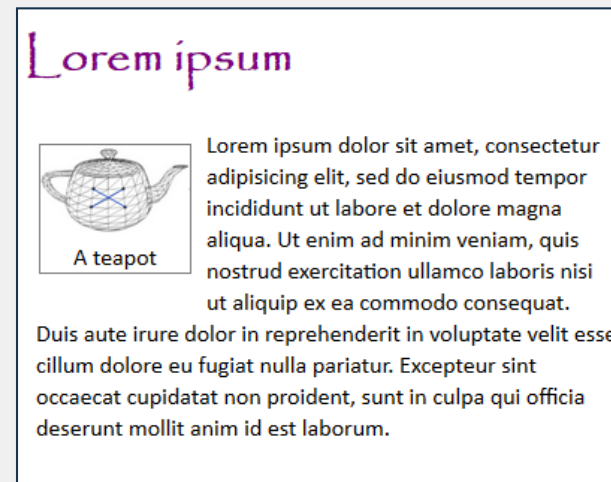 Lorem ipsum
Lorem ipsum dolor sit amet, consectetur
adipisicing elit, sed do eiusmod tempor
incididunt ut labore et dolore magna
aliqua. Ut enim ad minim veniam, quis
nostrud exercitation ullamco laboris nisi
ut aliquip ex ea commodo consequat.
A teapot
Duis aute irure dolor in reprehenderit in voluptate velit esse
cillum dolore eu fugiat nulla pariatur. Excepteur sint
occaecat cupidatat non proident, sunt in culpa qui officia
deserunt mollit anim id est laborum.